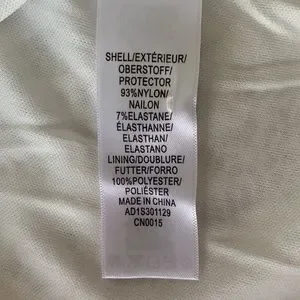 SHELL/EXTÉRIEUR/
OBERSTOFF/
PROTECTOR
93%NYLON/
NAILON
7%ELASTANE/
ÉLASTHANNE/
ELASTHAN/
ELASTANO
LINING/DOUBLURE/
FUTTER/FORRO
100%POLYESTER/
POLIÉSTER
MADE IN CHINA
AD1S301129
CN0015